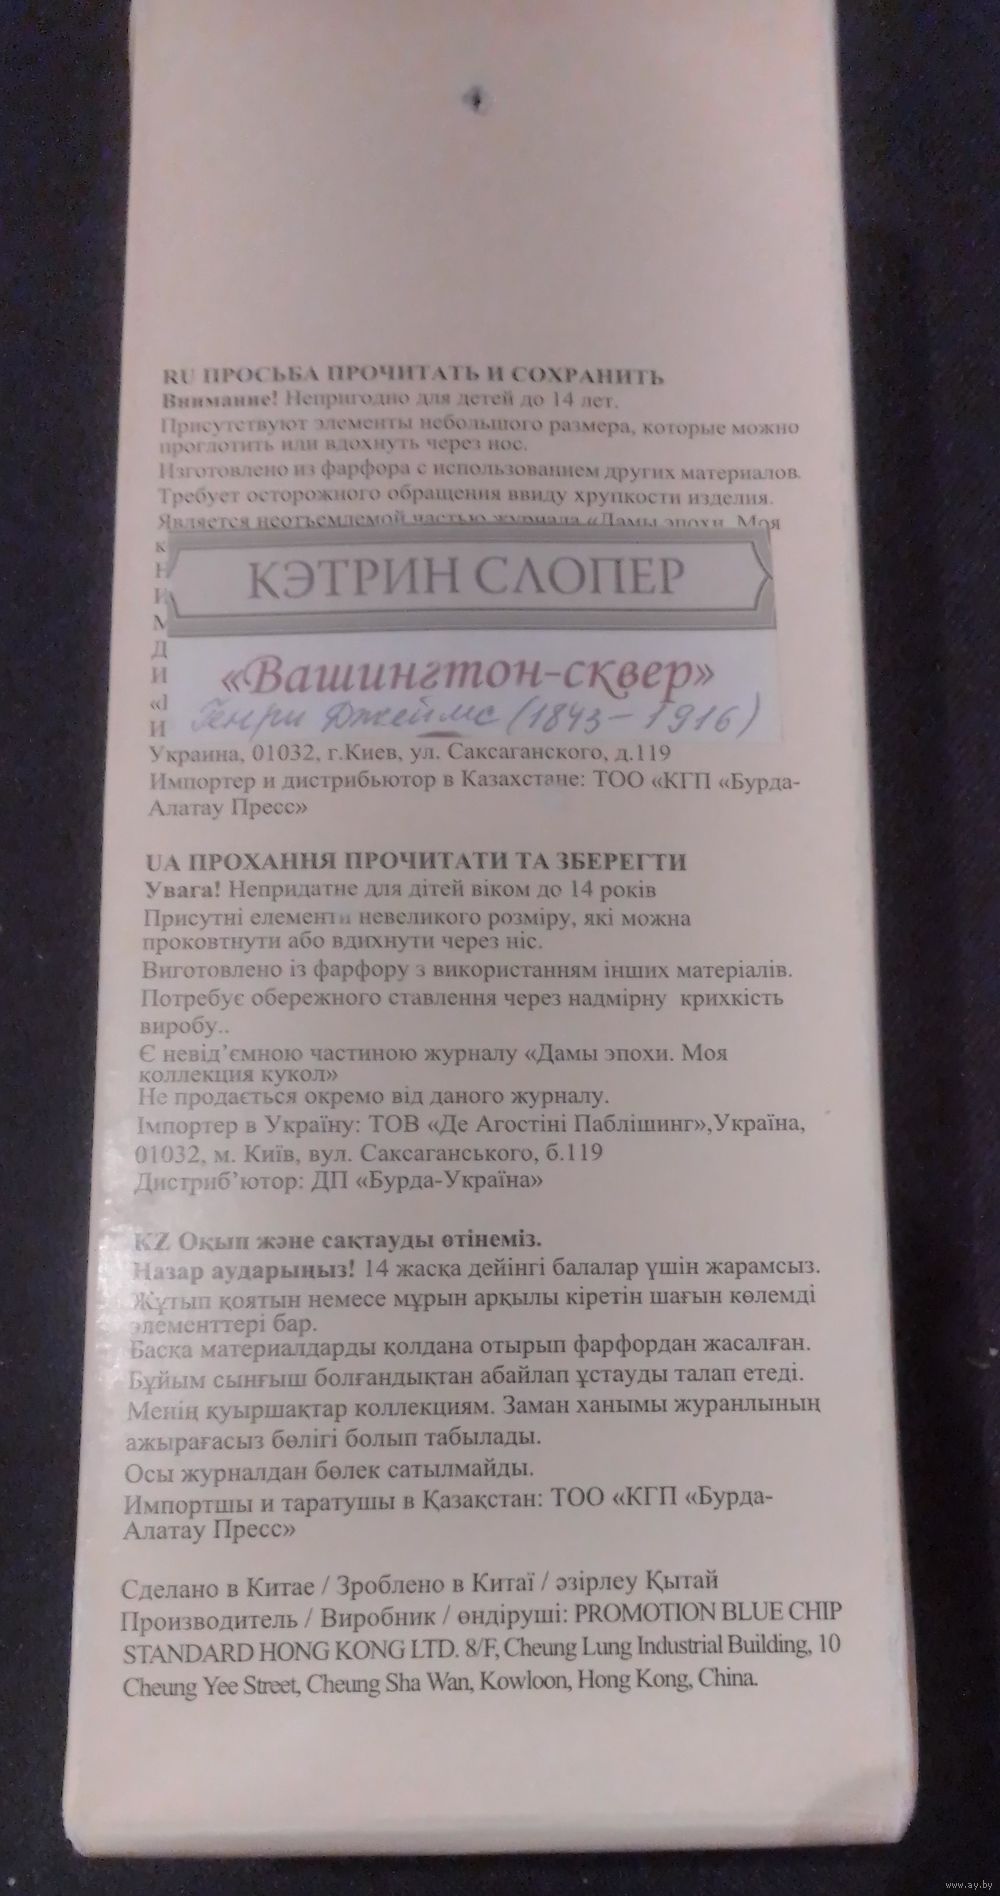 RU ПРОСЬБА ПРОЧИТАТЬ И СОХРАНИТЬ
Внимание! Непригодно для детей до 14 лет.
Присутствуют элементы небольшого размера, которые можно
проглотить или вдохнуть через нос.
Изготовлено из фарфора с использованием других материалов.
Требует осторожного обращения ввиду хрупкости изделия.
Является неотъемлемой частью журнала «Дамы эпохи. Моя
к
Н
И
М
Д
И
И
КЭТРИН СЛОПЕР
«Вашингтон-сквер»
Генри Джеймс (1843-1916)
Украина, 01032, г.Киев, ул. Саксаганского, д.119
Импортер и дистрибьютор в Казахстане: ТОО «КГП «Бурда-
Алатау Пресс»
UA ПРОХАННЯ ПРОЧИТАТИ ТА ЗБЕРЕГТИ
Увага! Непридатне для дітей віком до 14 років
Присутні елементи невеликого розміру, які можна
проковтнути або вдихнути через ніс.
Виготовлено із фарфору з використанням інших матеріалів.
Потребує обережного ставлення через надмірну крихкість
виробу..
Є невід’ємною частиною журналу «Дамы эпохи. Моя
коллекция кукол»
Не продається окремо від даного журналу.
Імпортер в Україну: ТОВ «Де Агостіні Паблішинг»,Україна,
01032, м. Київ, вул. Саксаганського, б.119
Дистриб’ютор: ДП «Бурда-Україна»
KZ Оқып және сақтауды өтінеміз.
Назар аударыңыз! 14 жасқа дейінгі балалар үшін жарамсыз.
Жұтып қоятын немесе мұрын арқылы кіретін шағын көлемді
элементтері бар.
Басқа материалдарды қолдана отырып фарфордан жасалған.
Бұйым сынғыш болғандықтан абайлап ұстауды талап етеді.
Менің қуыршақтар коллекциям. Заман ханымы журанлының
ажырағасыз бөлігі болып табылады.
Осы журналдан бөлек сатылмайды.
Импортшы и таратушы в Қазақстан: ТОО «КГП «Бурда-
Алатау Пресс»
Сделано в Китае / Зроблено в Китаї / әзірлеу Қытай
Производитель / Виробник / өндіруші: PROMOTION BLUE CHIP
STANDARD HONG KONG LTD. 8/F, Cheung Lung Industrial Building, 10
Cheung Yee Street, Cheung Sha Wan, Kowloon, Hong Kong, China.
www.ay.by